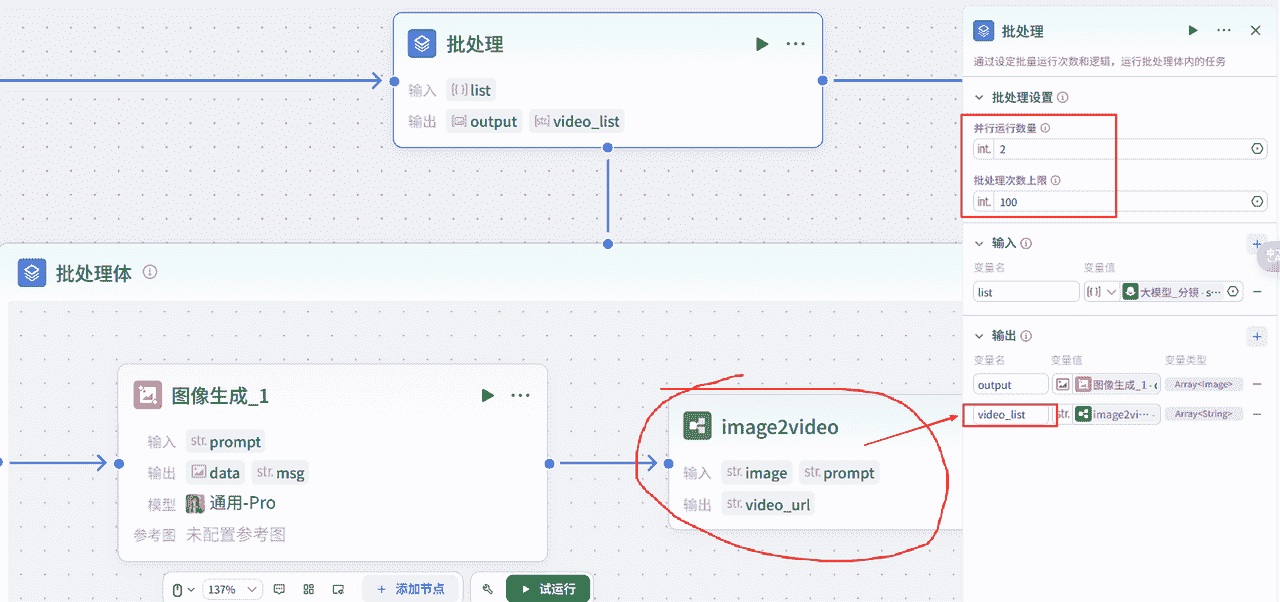 批处理
输入 list
输出 output str. video_list
批处理体
图像生成_1
输入 str. prompt
输出 data str. msg
模型 通用-Pro
参考图 未配置参考图
image2video
输入 str. image str. prompt
输出 str. video_url
137%
+ 添加节点
试运行
批处理
通过设定批量运行次数和逻辑，运行批处理体内的任务
批处理设置
并行运行数量
int. 2
批处理次数上限
int. 100
输入
变量名 变量值
list 大模型_分镜 - s···
输出
变量名 变量值 变量类型
output 图像生成_1 - Array<Image>
video_list str. image2vi··· - Array<String>